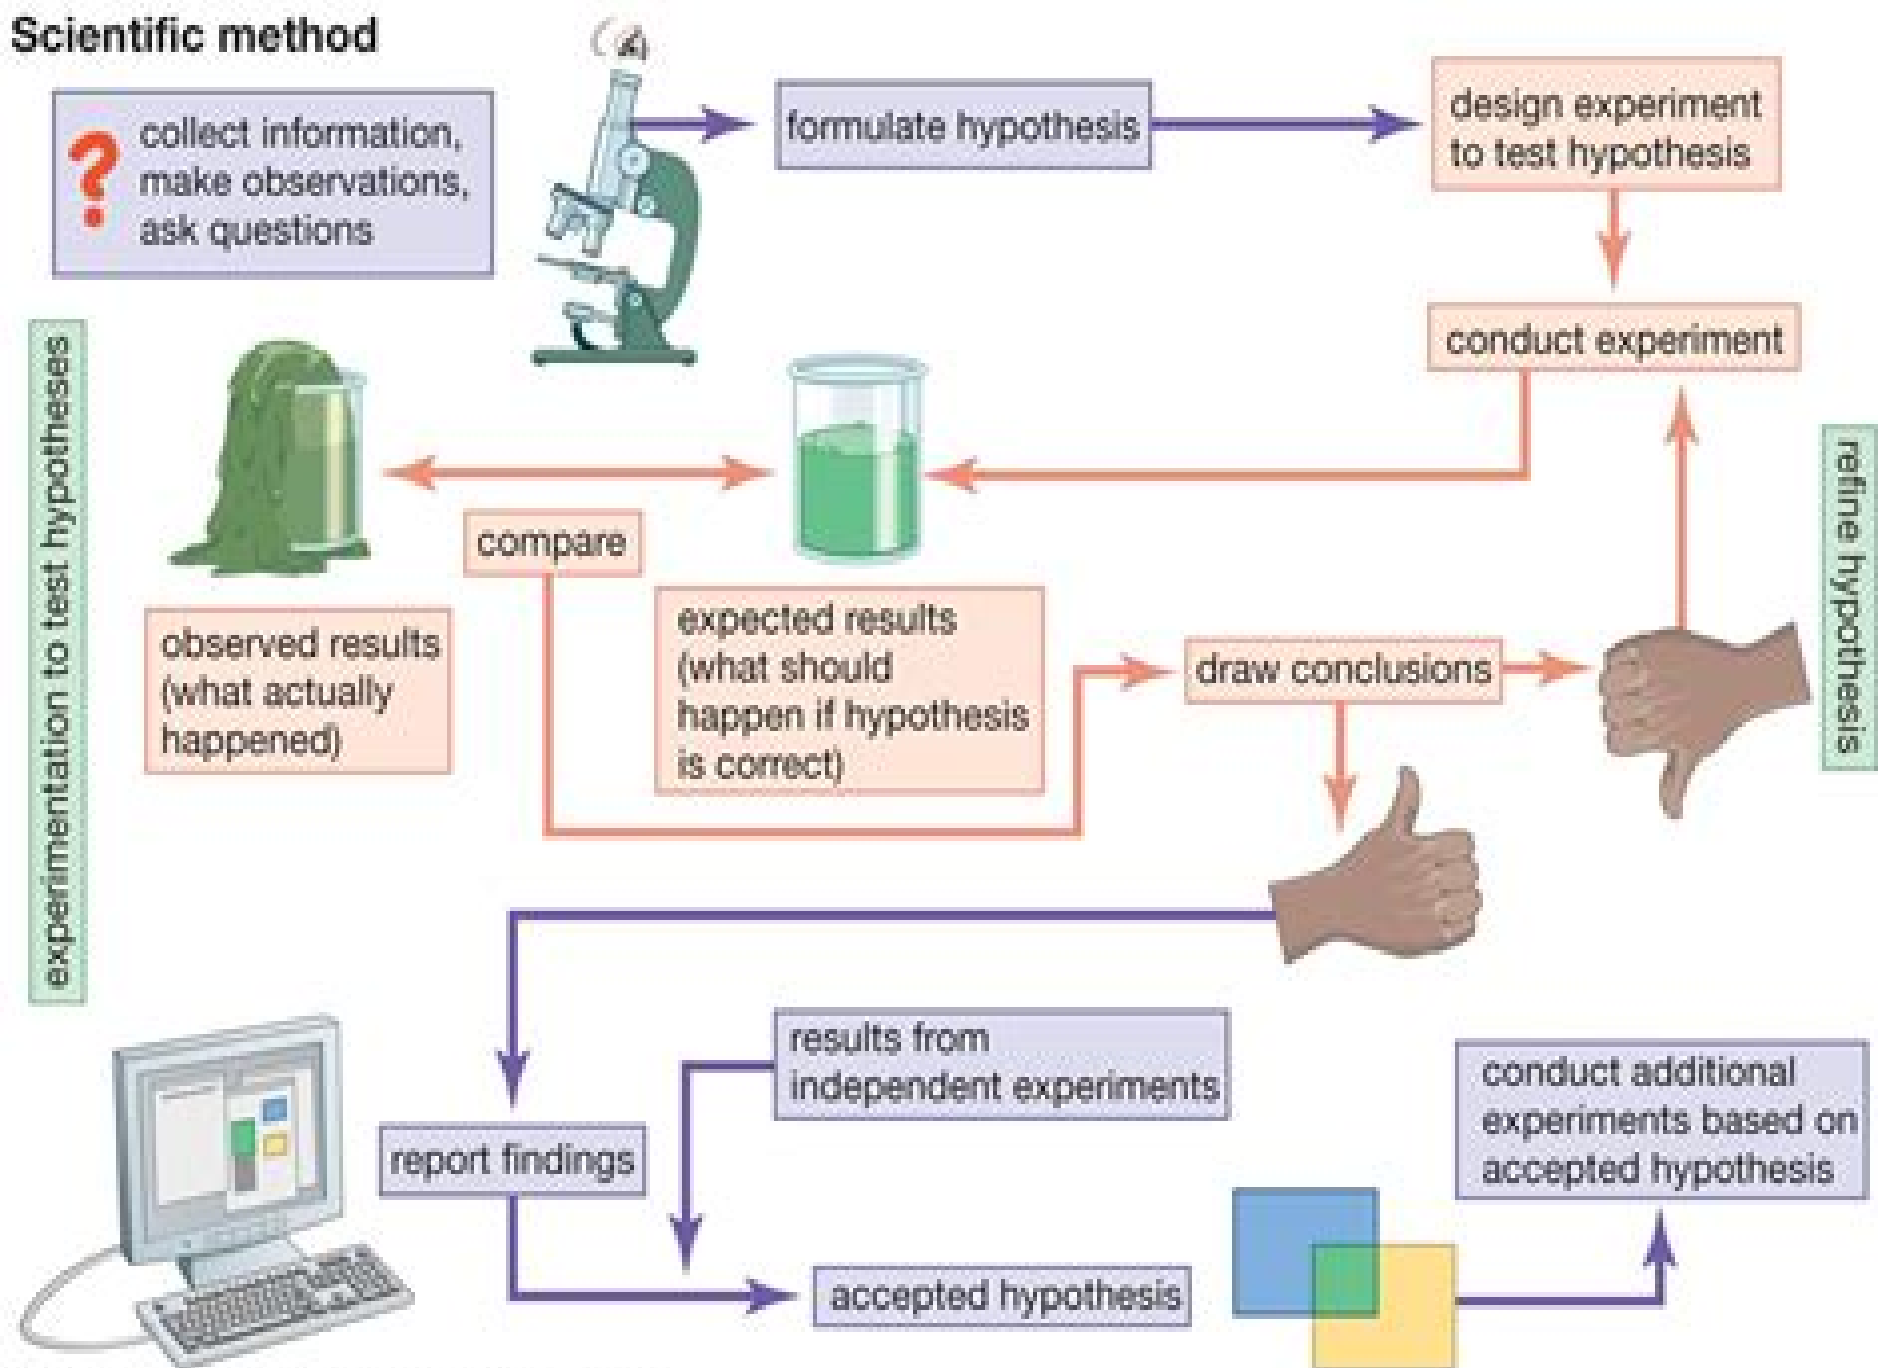 Scientific method
?
collect information,
make observations,
ask questions
formulate hypothesis
design experiment
to test hypothesis
conduct experiment
experimentation to test hypotheses
compare
observed results
(what actually
happened)
expected results
(what should
happen if hypothesis
is correct)
draw conclusions
refine hypothesis
results from
independent experiments
report findings
accepted hypothesis
conduct additional
experiments based on
accepted hypothesis